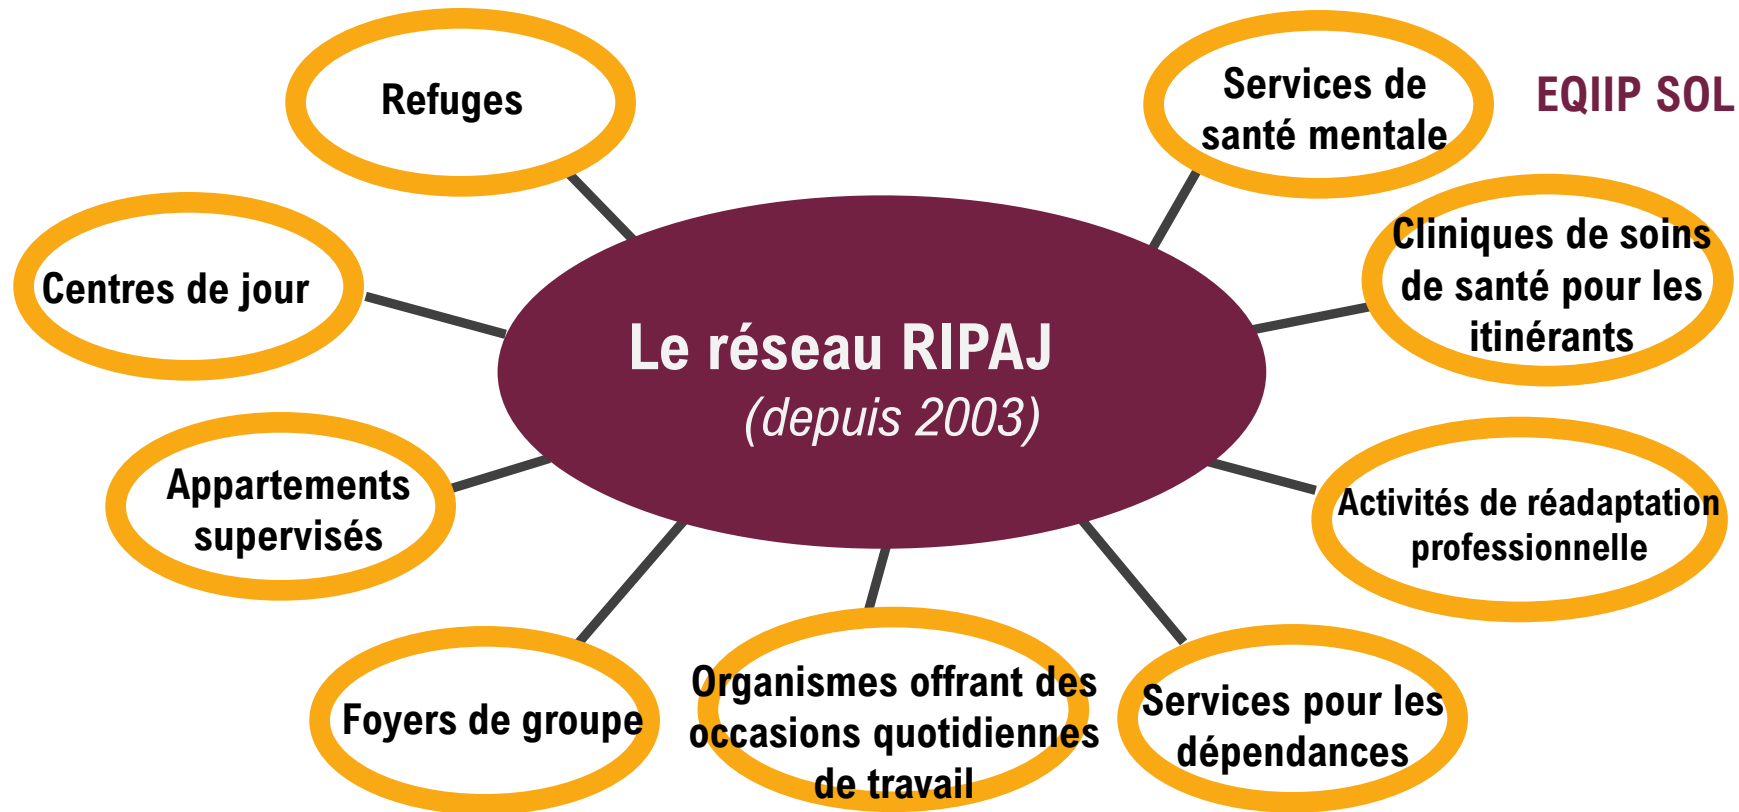 Refuges
Services de
santé mentale
EQIIP SOL
Centres de jour
Cliniques de soins
de santé pour les
itinérants
Le réseau RIPAJ
(depuis 2003)
Appartements
supervisés
Activités de réadaptation
professionnelle
Foyers de groupe
Organismes offrant des
occasions quotidiennes
de travail
Services pour les
dépendances